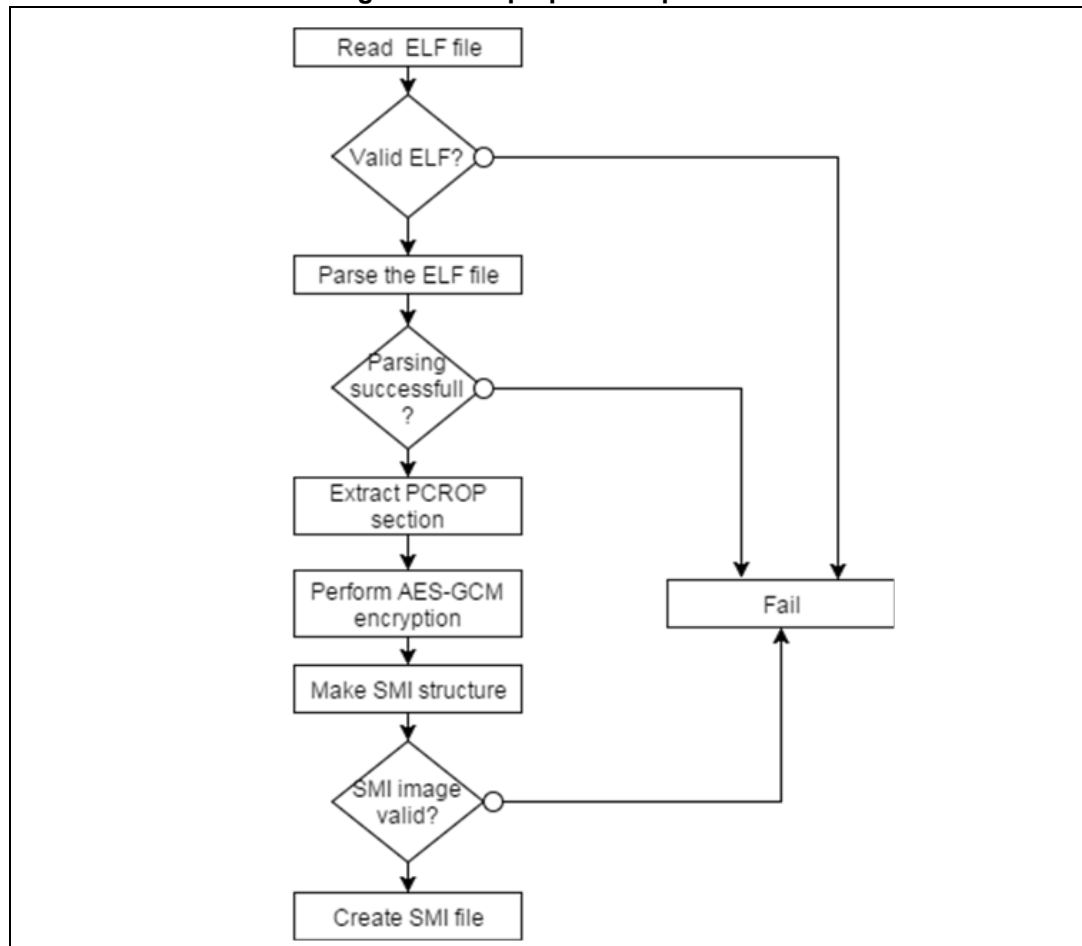 Read ELF file
Valid ELF?
Parse the ELF file
Parsing
successfull
?
Extract PCROP
section
Perform AES-GCM
encryption
Fail
Make SMI structure
SMI image
valid?
Create SMI file